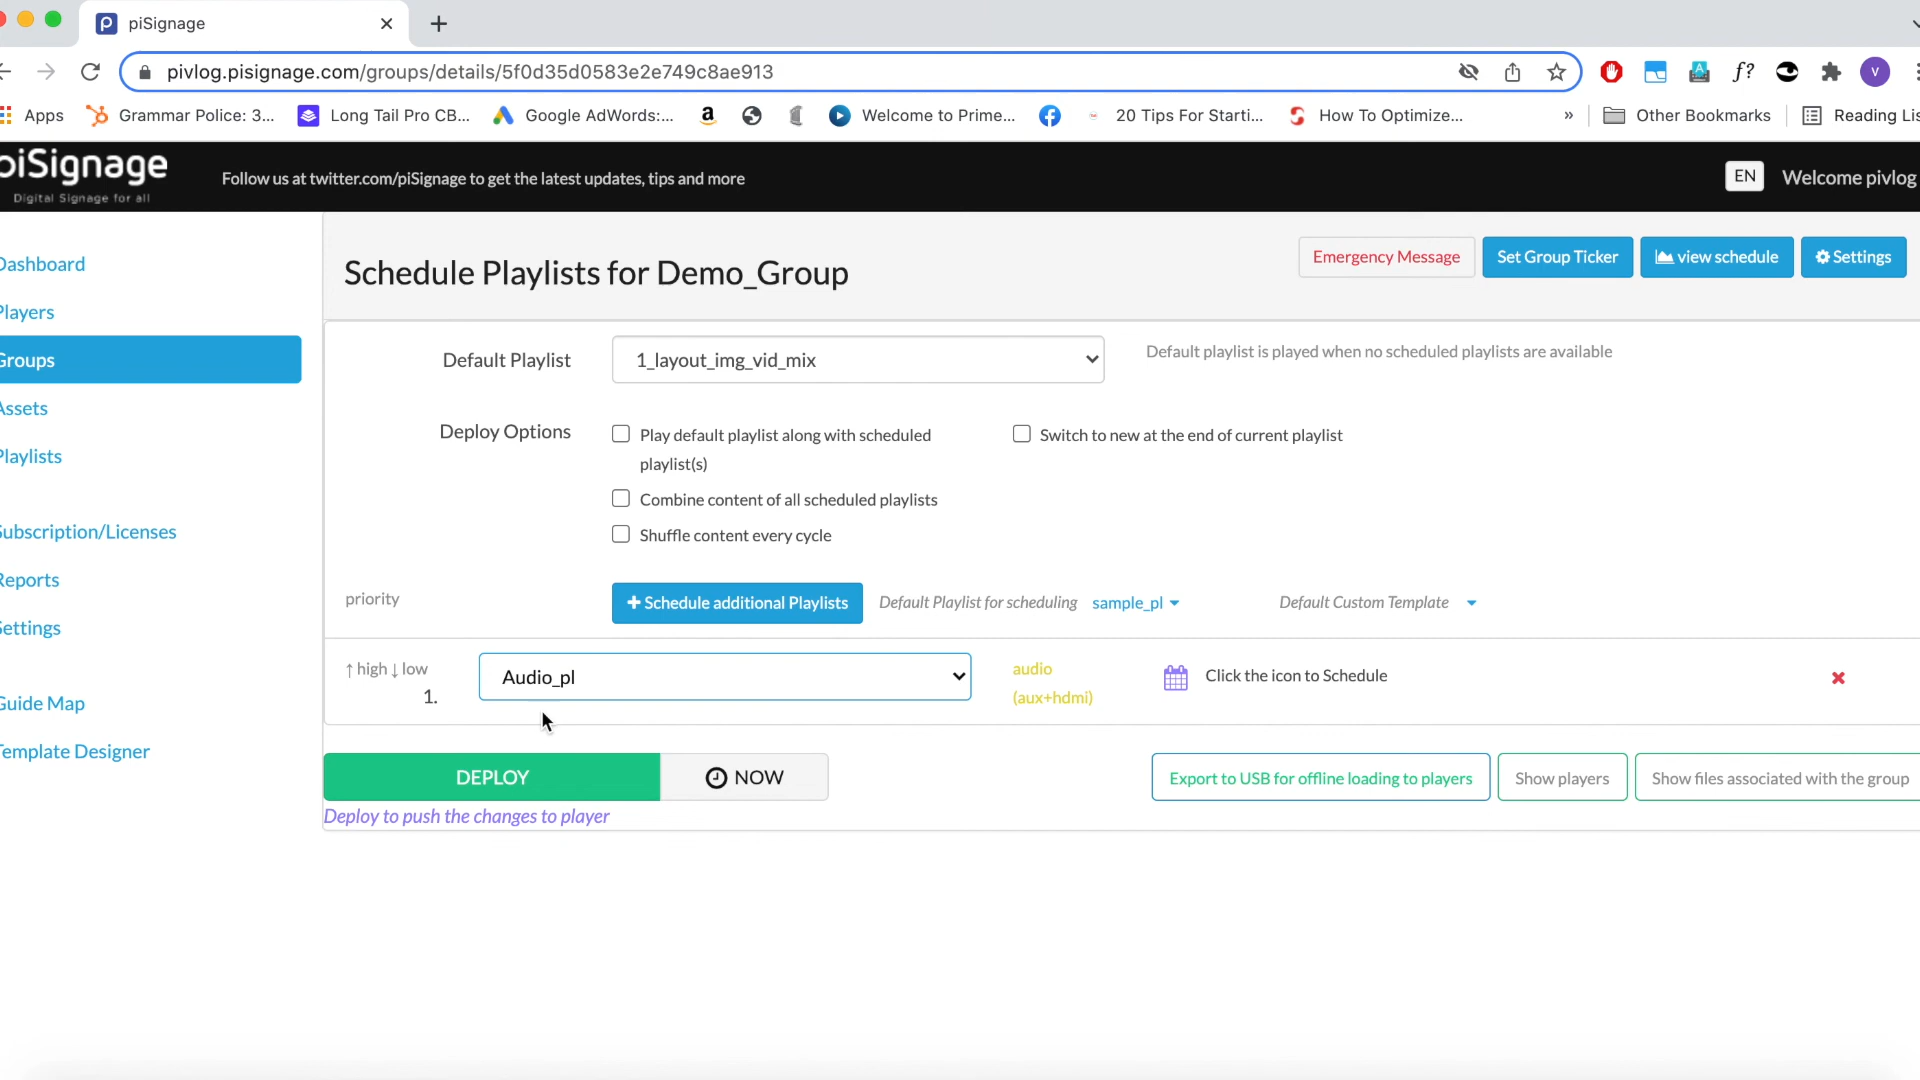 piSignage
pivlog.pisignage.com/groups/details/5f0d35d0583e2e749c8ae913
f?
V
Apps
Grammar Police: 3...
Long Tail Pro CB...
Google AdWords:...
Welcome to Prime...
20 Tips For Starti...
How To Optimize...
»
Other Bookmarks
Reading Lis
piSignage
Digital Signage for all
Follow us at twitter.com/piSignage to get the latest updates, tips and more
EN
Welcome pivlog
Dashboard
Players
Groups
Assets
Playlists
Subscription/Licenses
Reports
Settings
Guide Map
Template Designer
Schedule Playlists for Demo_Group
Emergency Message
Set Group Ticker
view schedule
Settings
Default Playlist
1_layout_img_vid_mix
Default playlist is played when no scheduled playlists are available
Deploy Options
Play default playlist along with scheduled
playlist(s)
Switch to new at the end of current playlist
Combine content of all scheduled playlists
Shuffle content every cycle
priority
+ Schedule additional Playlists
Default Playlist for scheduling
sample_pl
Default Custom Template
↑ high ↓ low
1.
Audio_pl
audio
(aux+hdmi)
Click the icon to Schedule
DEPLOY
NOW
Export to USB for offline loading to players
Show players
Show files associated with the group
Deploy to push the changes to player